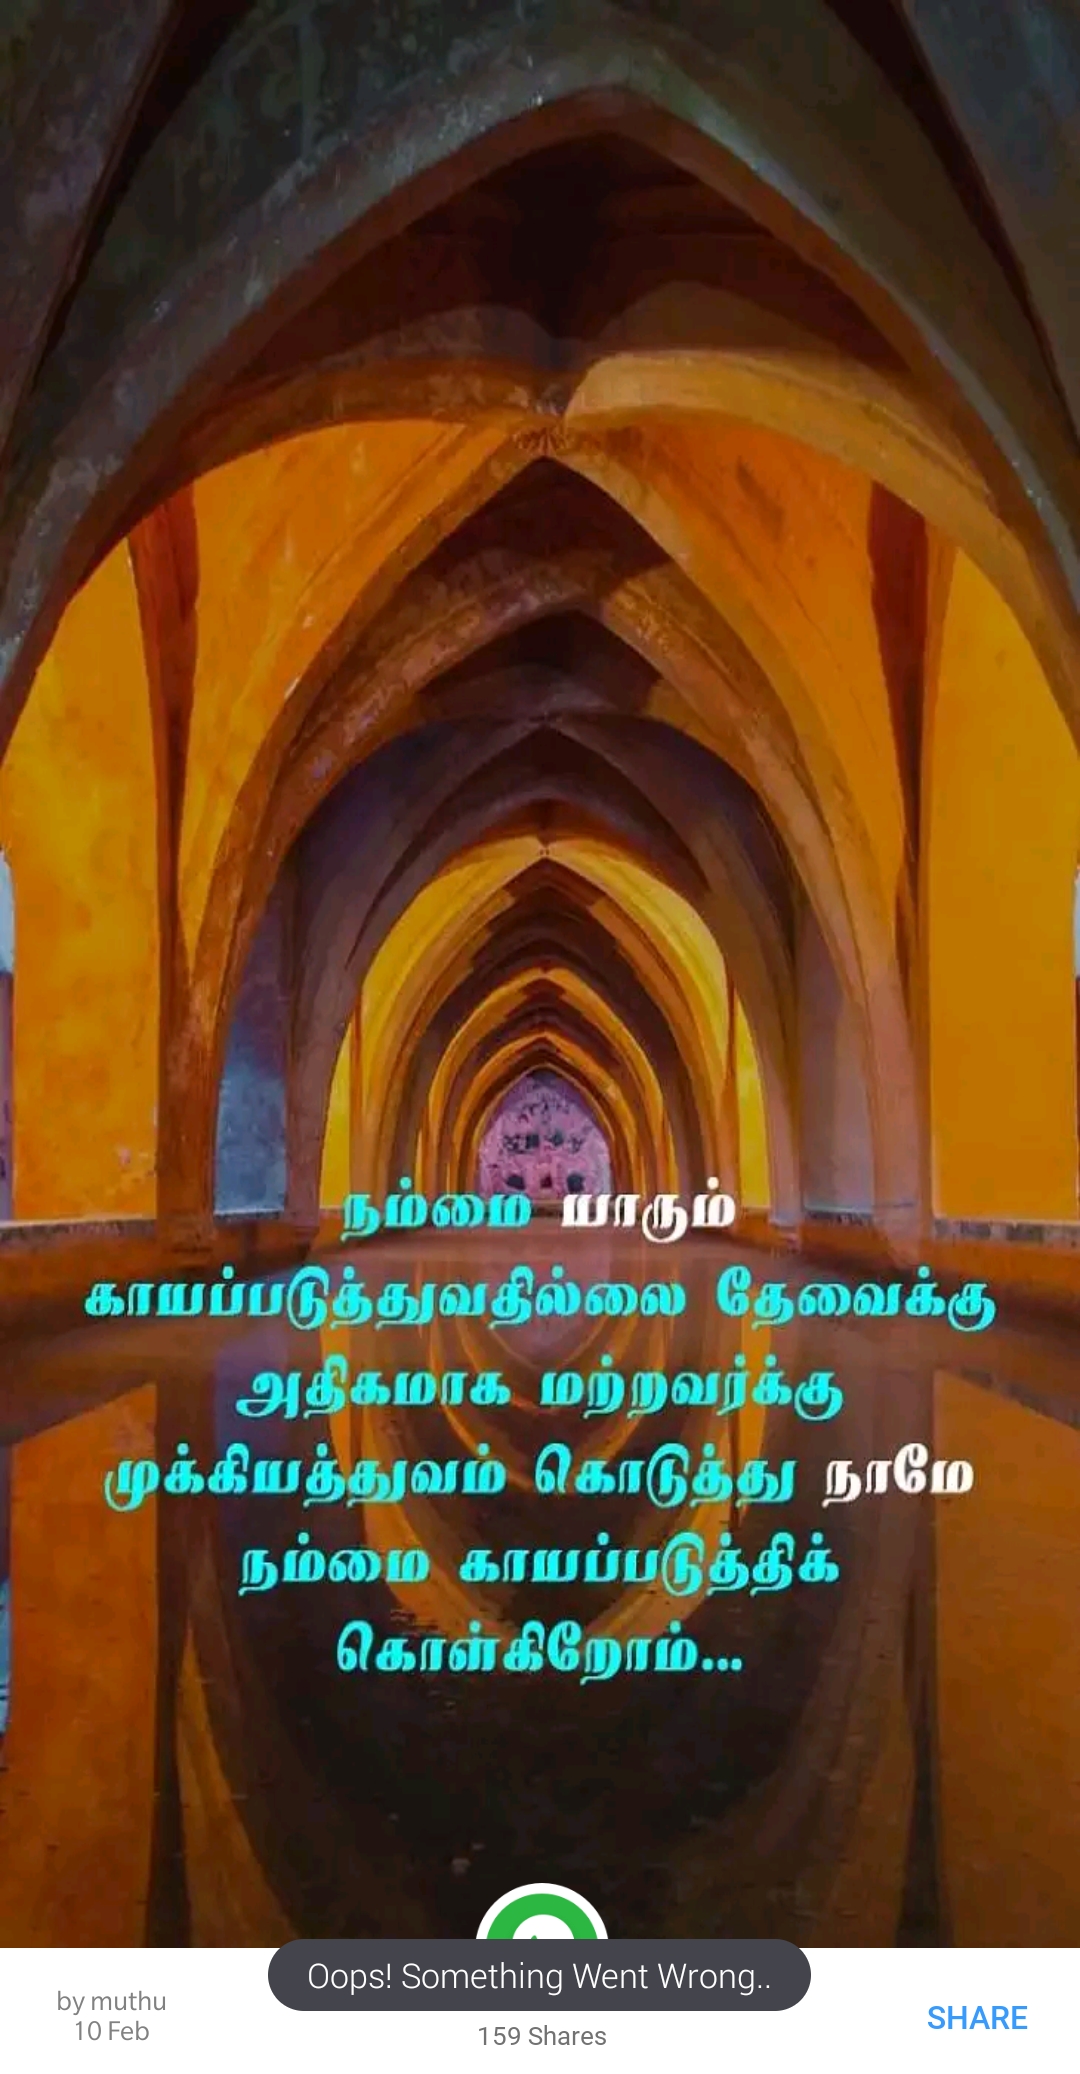 நம்மை யாரும்
காயப்படுத்துவதில்லை தேவைக்கு
அதிகமாக மற்றவர்க்கு
முக்கியத்துவம் கொடுத்து நாமே
நம்மை காயப்படுத்திக்
கொள்கிறோம்...
Oops! Something Went Wrong..
by muthu
10 Feb
159 Shares
SHARE